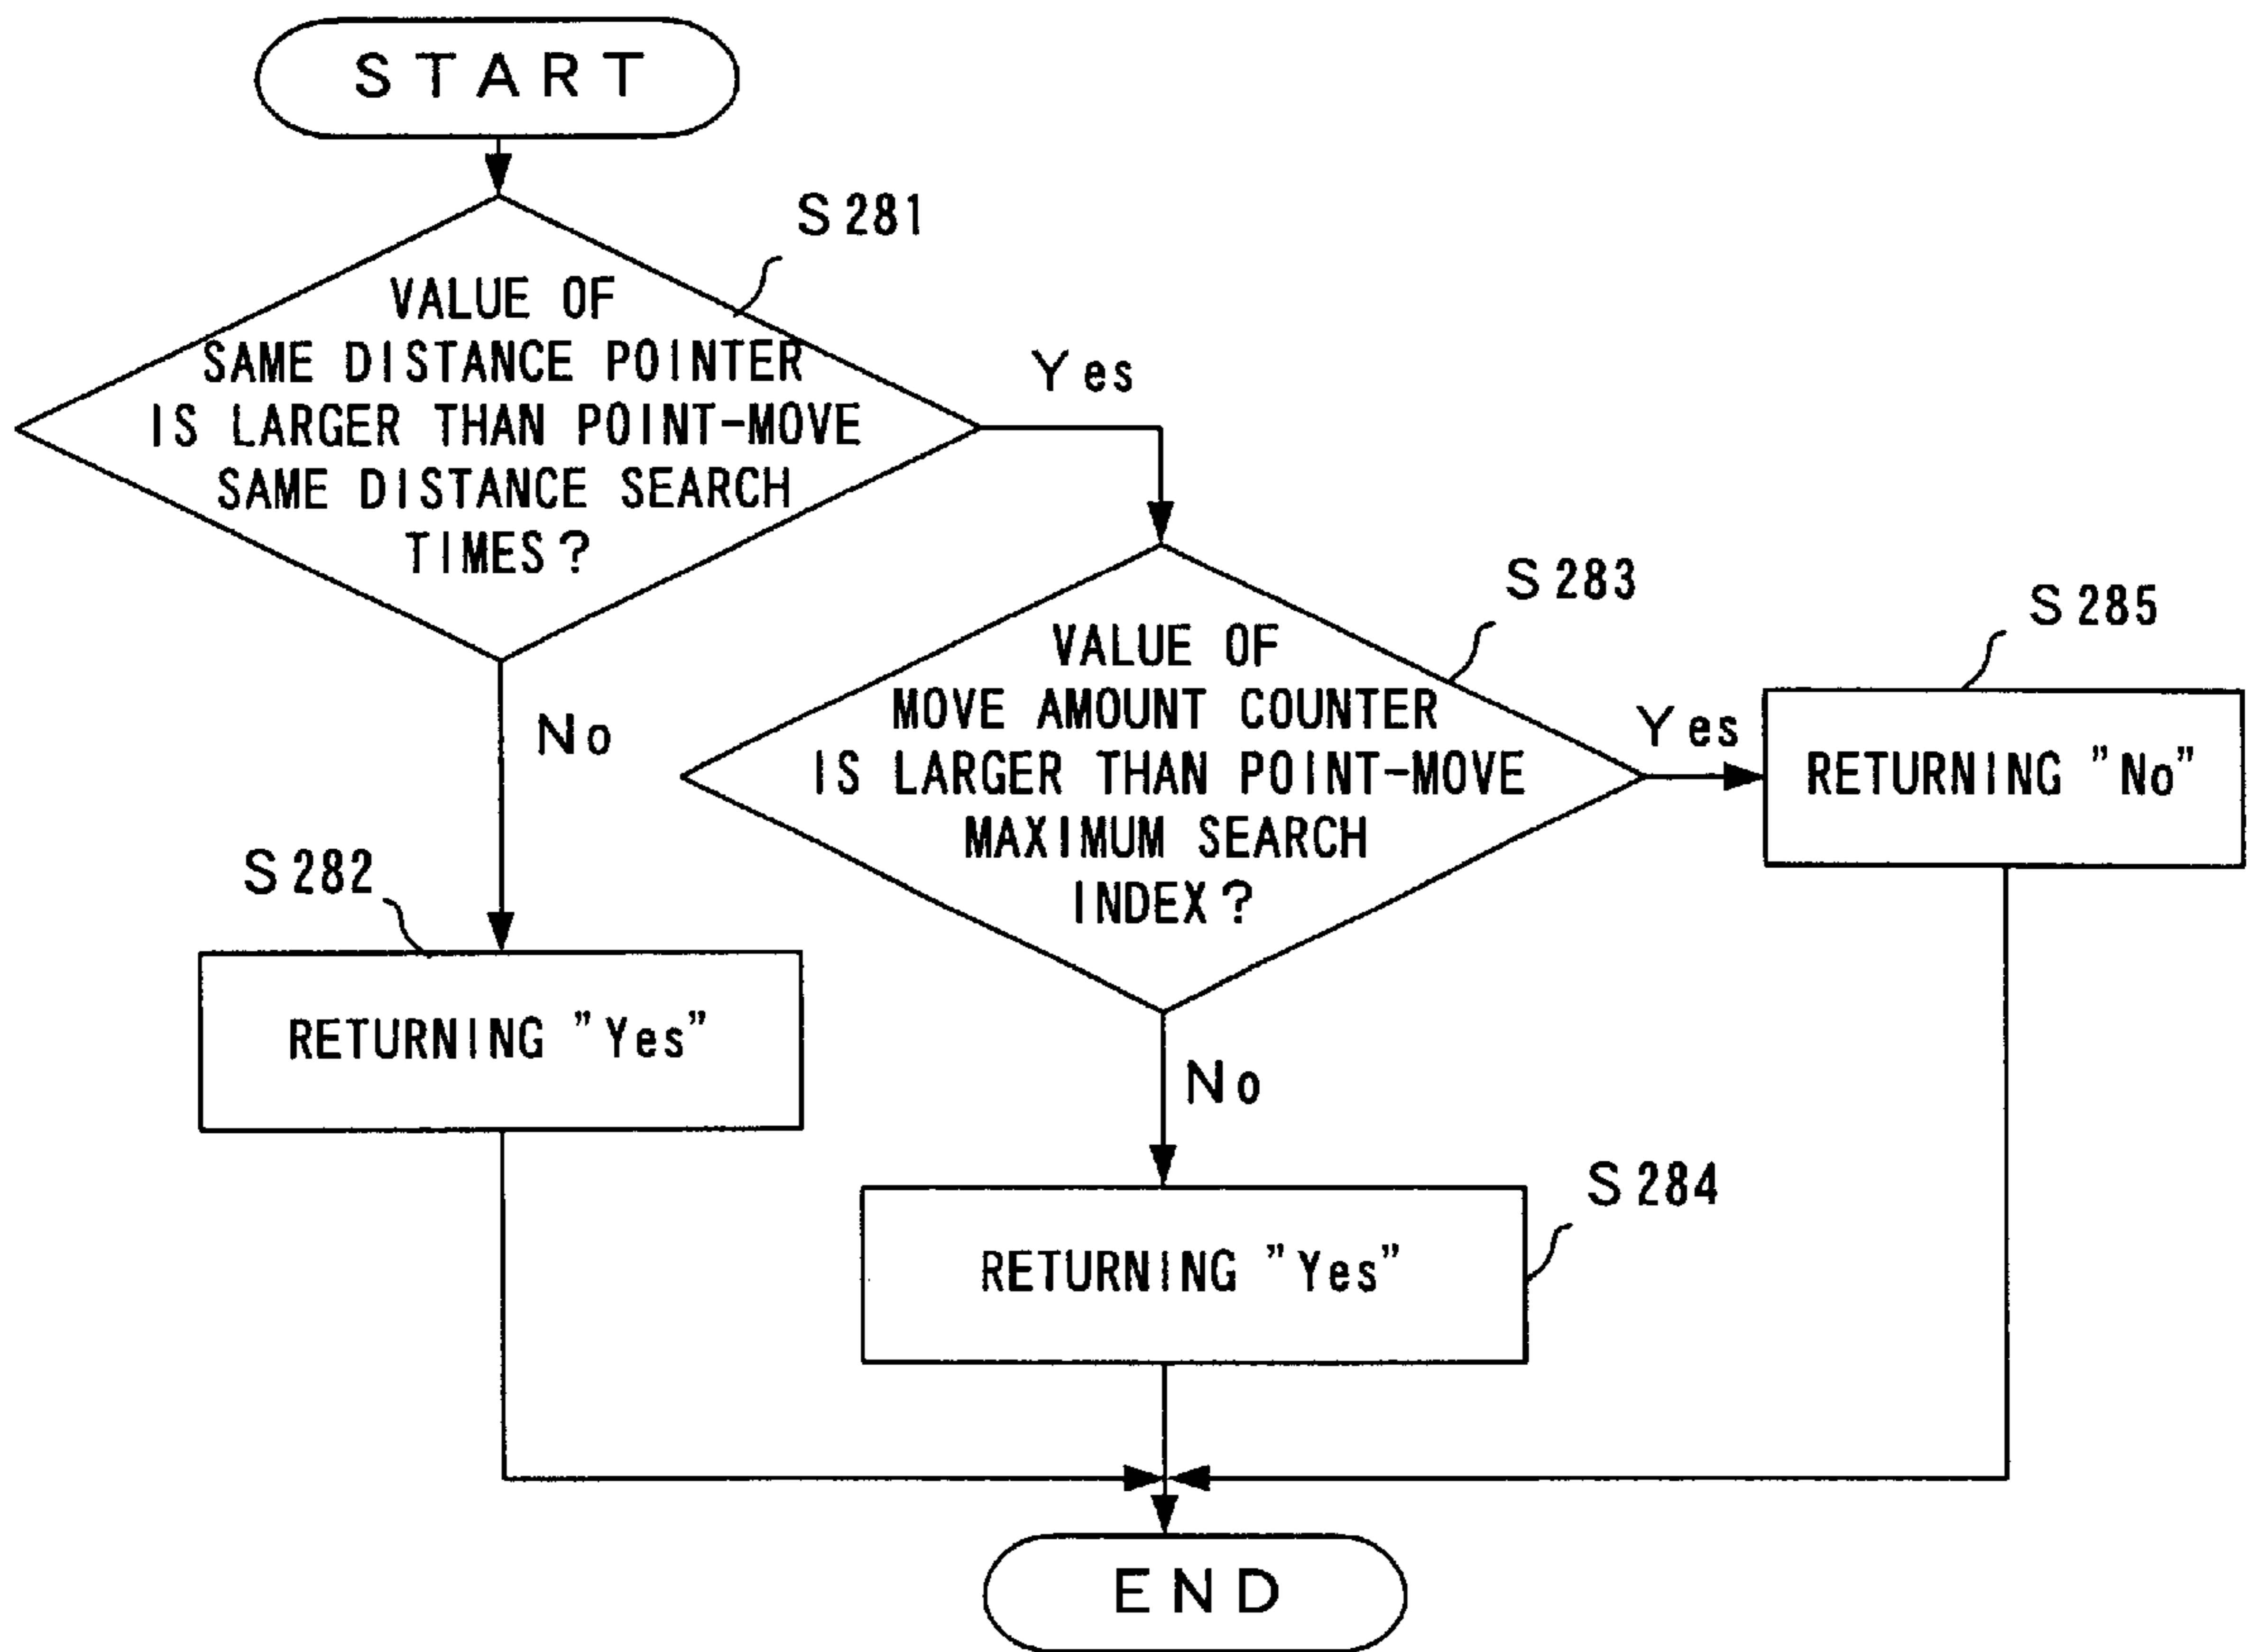 START
S281
VALUE OF
SAME DISTANCE POINTER
IS LARGER THAN POINT-MOVE
SAME DISTANCE SEARCH
TIMES?
Yes
No
S282
RETURNING "Yes"
S283
VALUE OF
MOVE AMOUNT COUNTER
IS LARGER THAN POINT-MOVE
MAXIMUM SEARCH
INDEX?
Yes
No
S285
RETURNING "No"
S284
RETURNING "Yes"
END